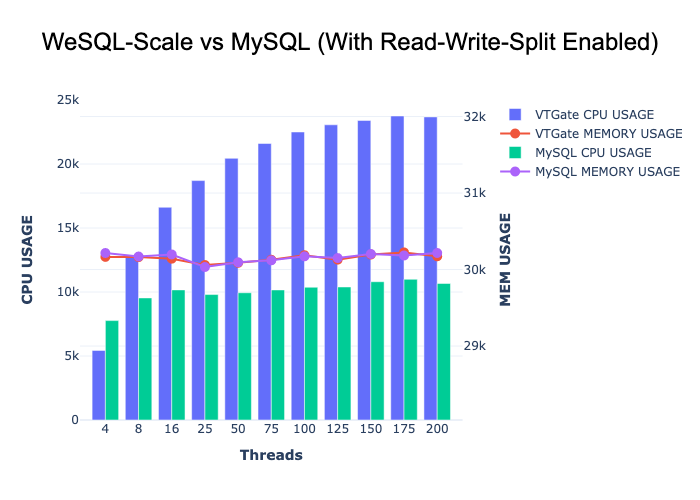 WeSQL-Scale vs MySQL (With Read-Write-Split Enabled)
25k
20k
15k
10k
5k
0
CPU USAGE
4 8 16 25 50 75 100 125 150 175 200
Threads
32k
31k
30k
29k
MEM USAGE
VTGate CPU USAGE
VTGate MEMORY USAGE
MySQL CPU USAGE
MySQL MEMORY USAGE